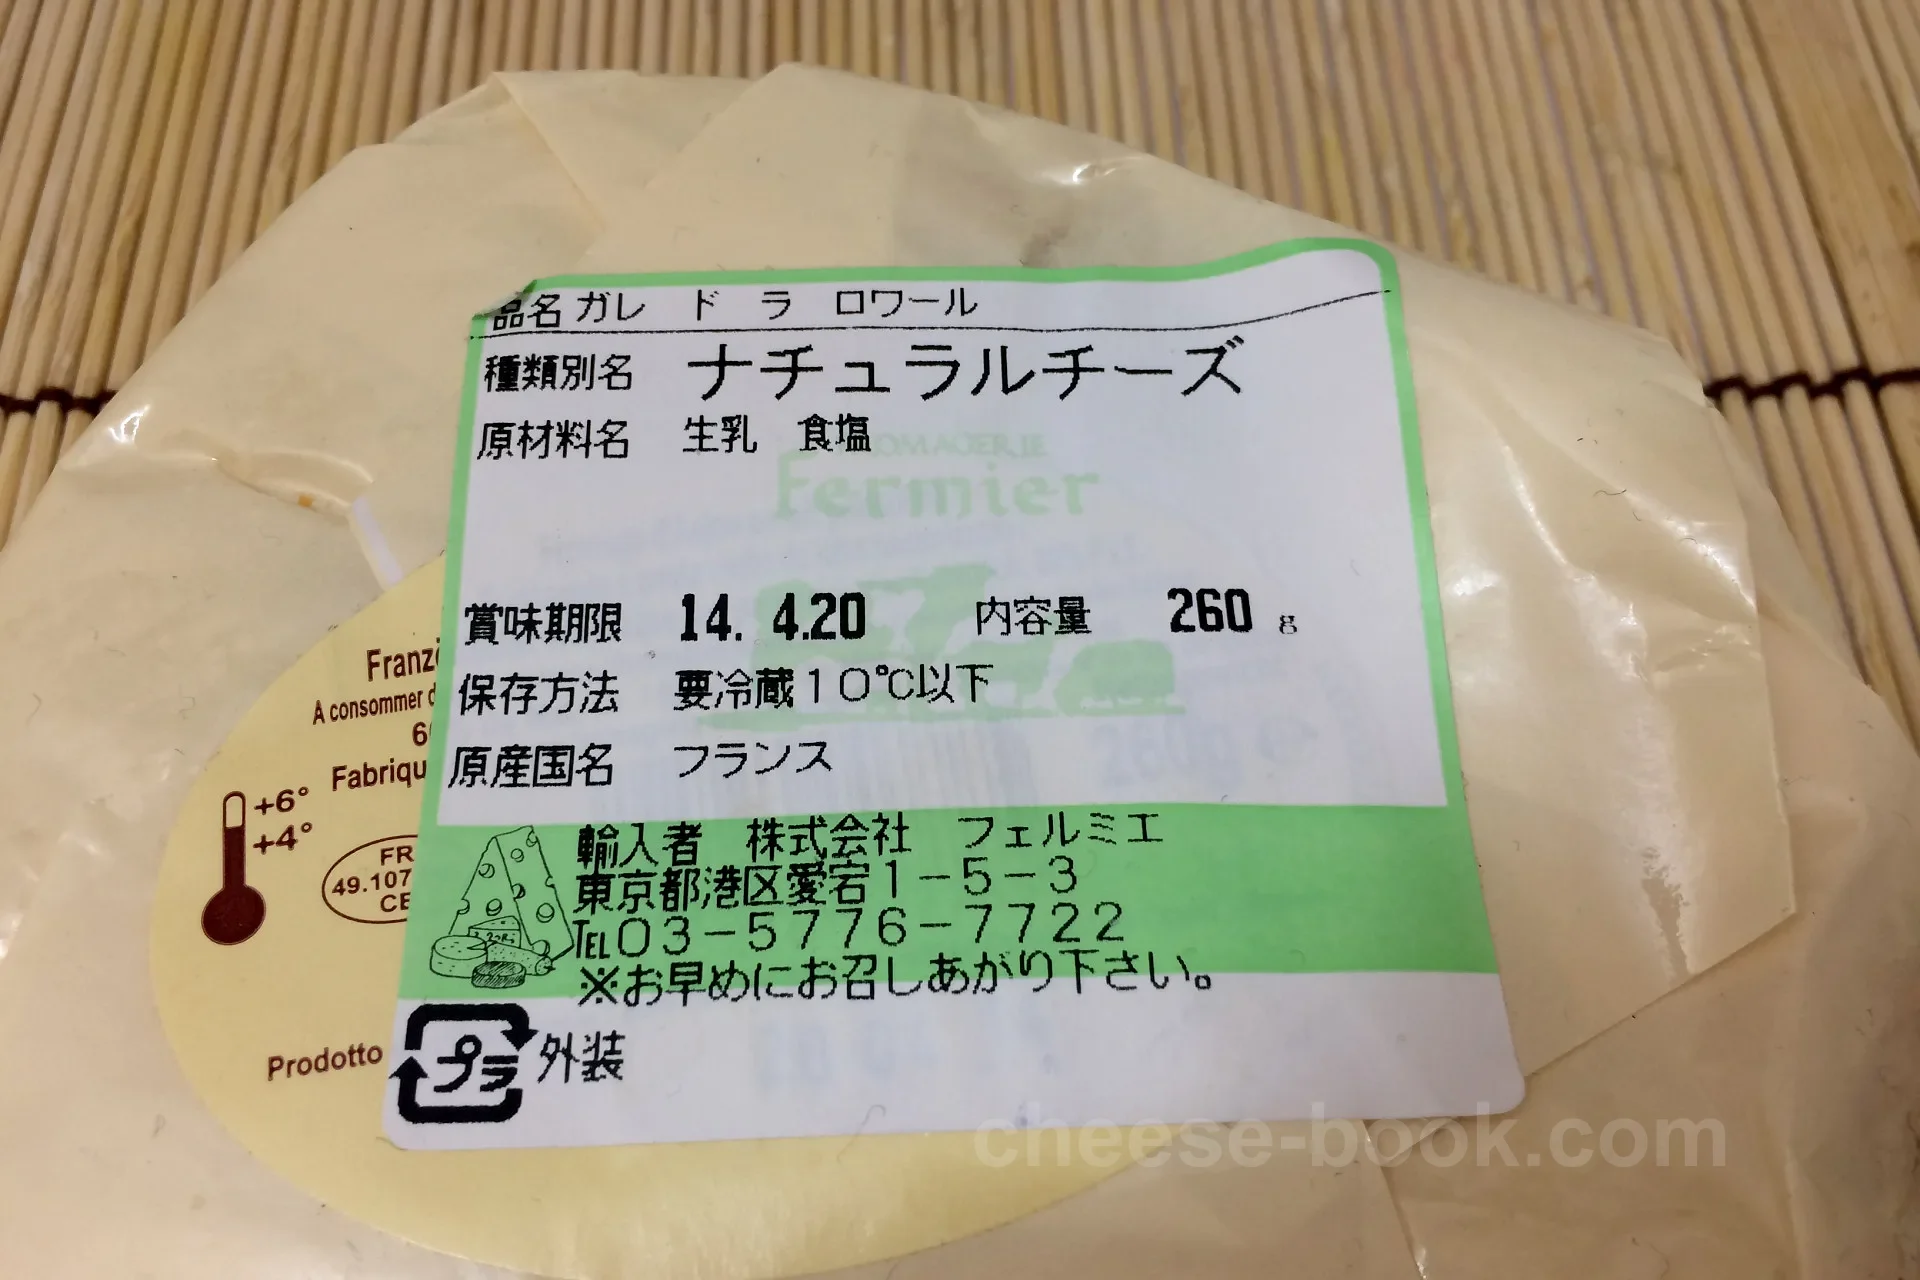 品名 ガレ ド ラ ロワール
種類別名 ナチュラルチーズ
原材料名 生乳 食塩
FROMAGERIE
Fermier
賞味期限 14. 4.20 内容量 260 g
保存方法 要冷蔵10℃以下
原産国名 フランス
輸入者 株式会社 フェルミエ
東京都港区愛宕1-5-3
TEL03-5776-7722
※お早めにお召しあがり下さい。
プラ 外装
A consommer
+6°
+4°
FR
49.107
CE
Prodotto
cheese-book.com